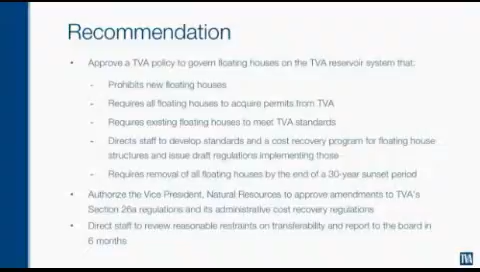 Recommendation
• Approve a TVA policy to govern floating houses on the TVA reservoir system that:
- Prohibits new floating houses
- Requires all floating houses to acquire permits from TVA
- Requires existing floating houses to meet TVA standards
- Directs staff to develop standards and a cost recovery program for floating house
structures and issue draft regulations implementing those
- Requires removal of all floating houses by the end of a 30-year sunset period
• Authorize the Vice President, Natural Resources to approve amendments to TVA's
Section 26a regulations and its administrative cost recovery regulations
• Direct staff to review reasonable restraints on transferability and report to the board in
6 months
TVA